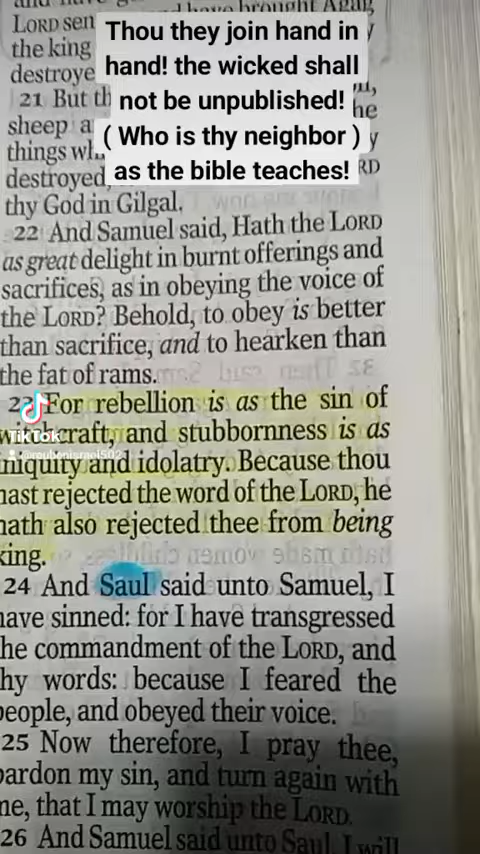 Thou they join hand in
hand! the wicked shall
not be unpublished!
( Who is thy neighbor )
as the bible teaches!
have brought Agag
LORD sen
the king
destroye
21 But th
he
sheep a
y
things wh
destroyed,
RD
thy God in Gilgal.
22 And Samuel said, Hath the LORD
as great delight in burnt offerings and
sacrifices, as in obeying the voice of
the LORD? Behold, to obey is better
than sacrifice, and to hearken than
the fat of rams.
23 For rebellion is as the sin of
witchcraft, and stubbornness is as
iniquity and idolatry. Because thou
hast rejected the word of the LORD, he
hath also rejected thee from being
king.
TikTok
24 And Saul said unto Samuel, I
have sinned: for I have transgressed
the commandment of the LORD, and
thy words: because I feared the
people, and obeyed their voice.
25 Now therefore, I pray thee,
pardon my sin, and turn again with
me, that I may worship the LORD.
26 And Samuel said unto Saul, I will